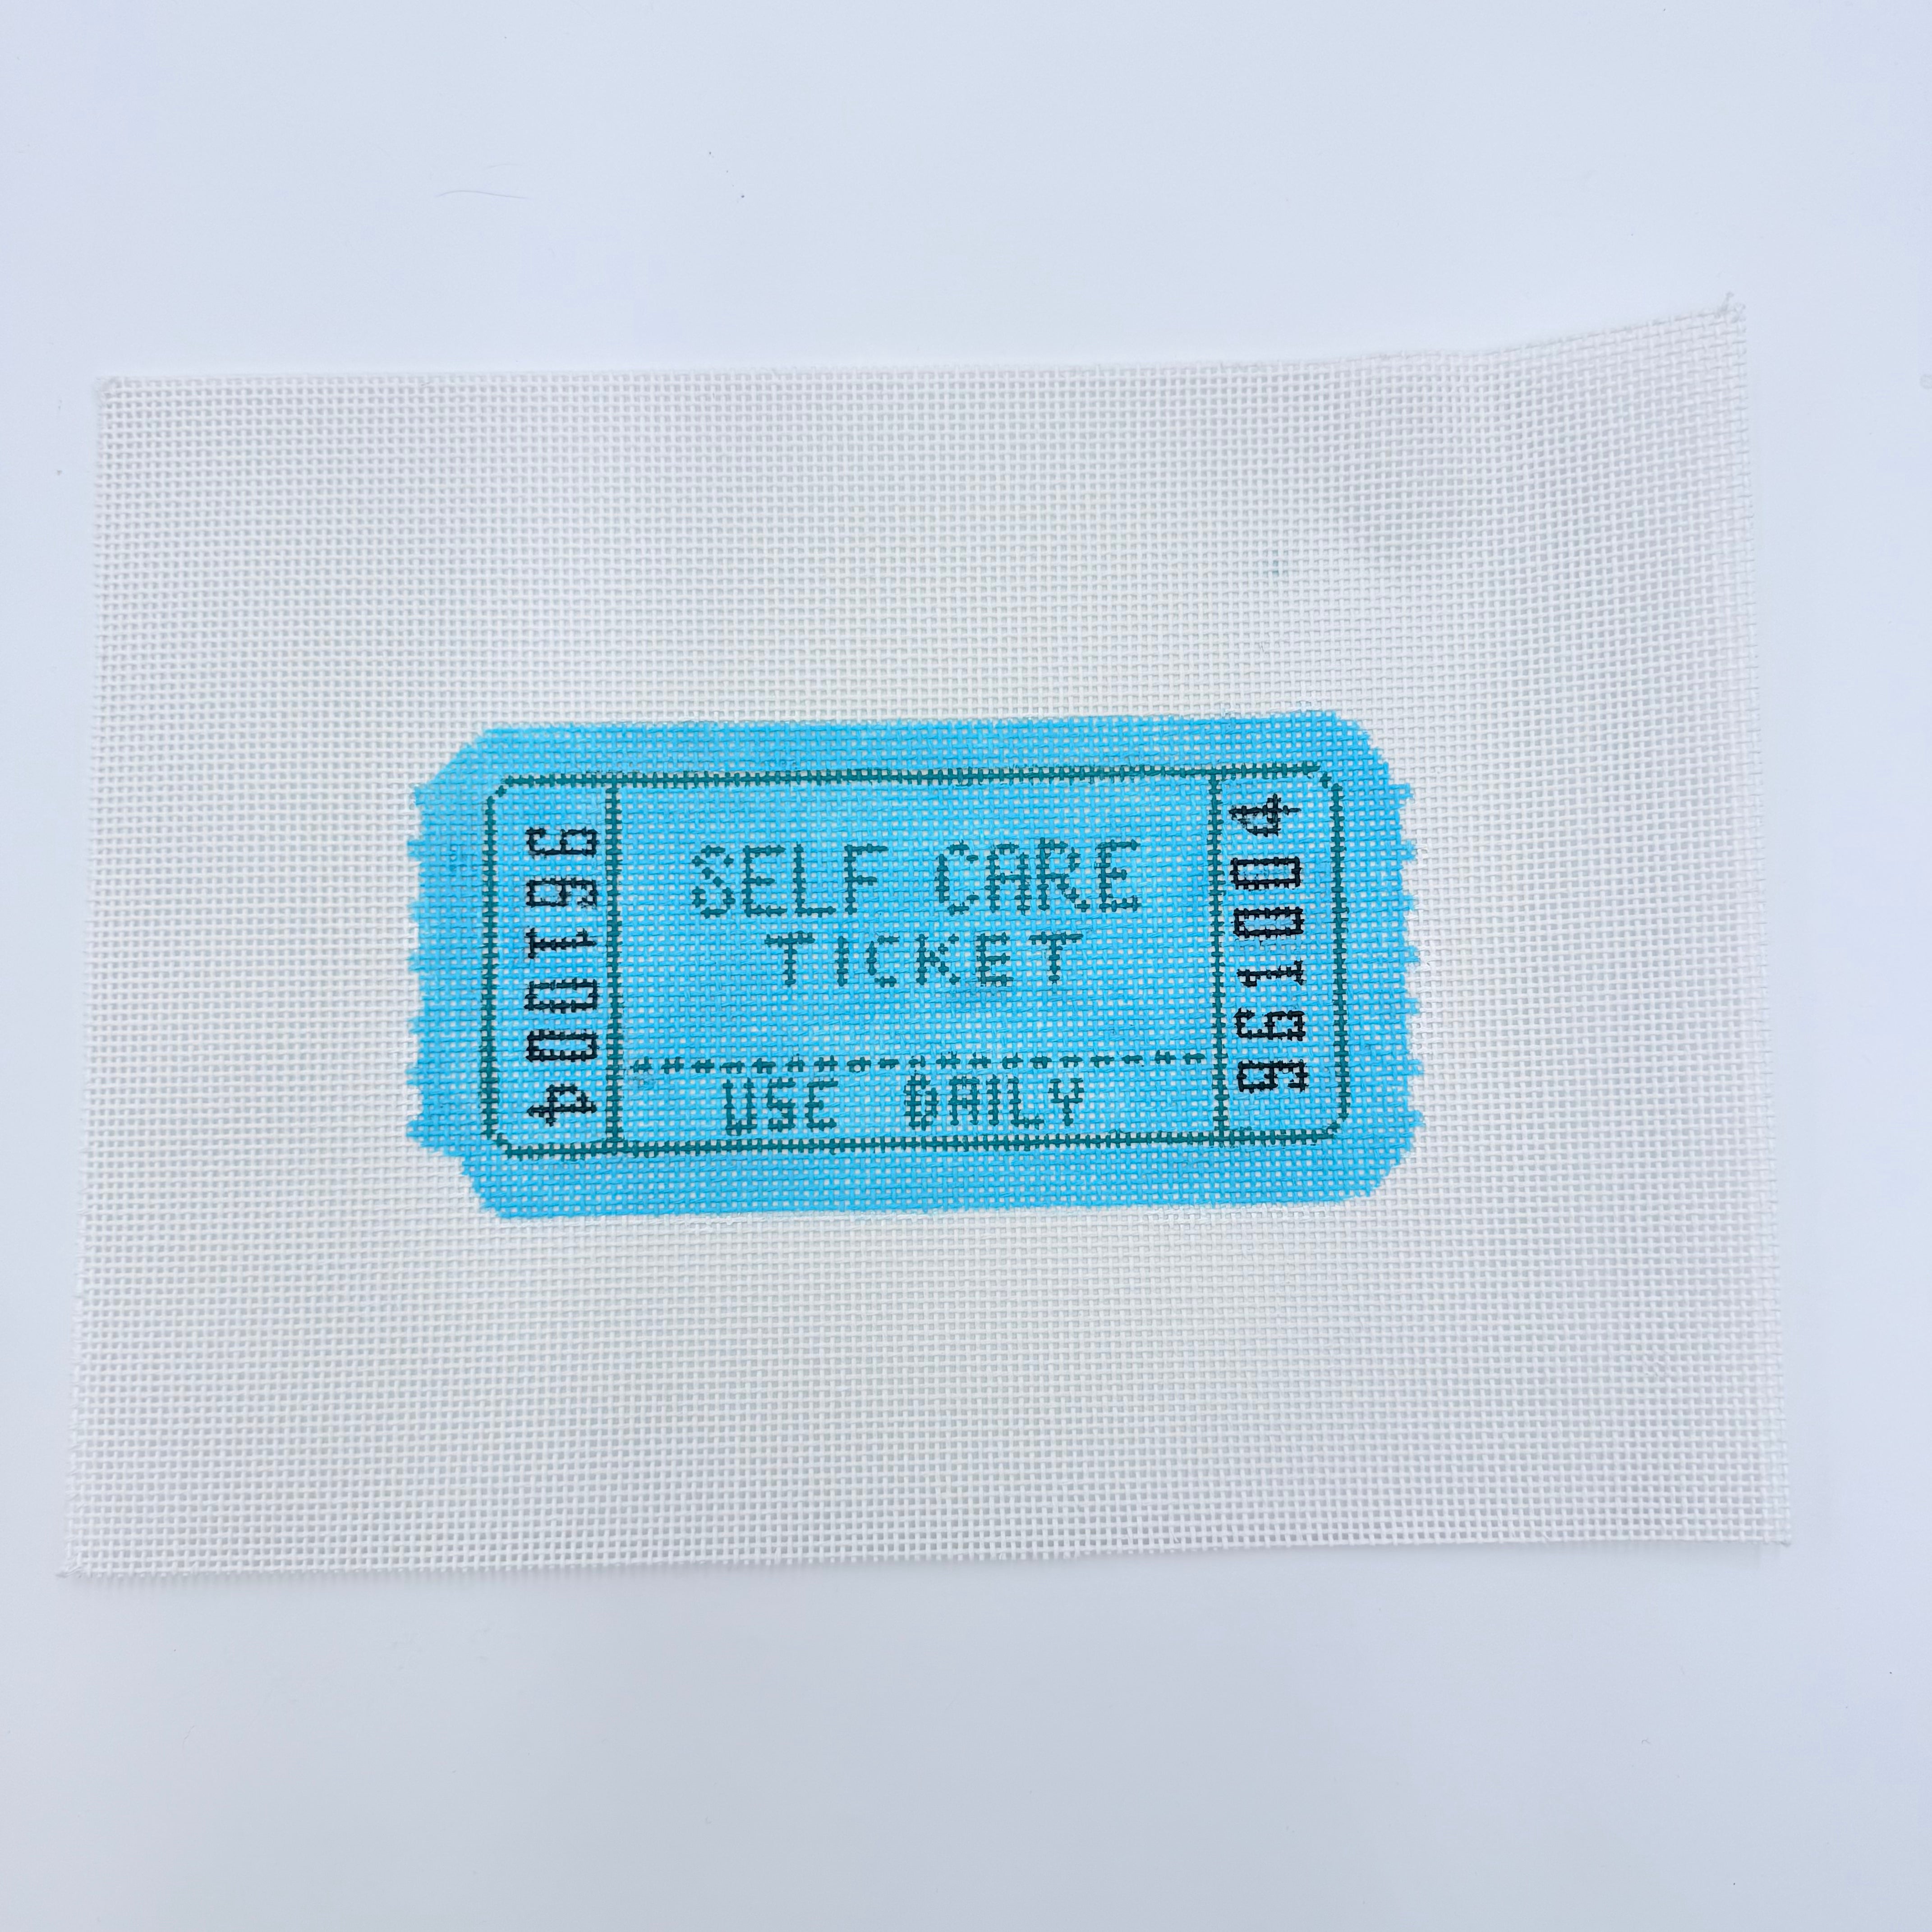 961004
SELF CARE
TICKET
USE DAILY
961004